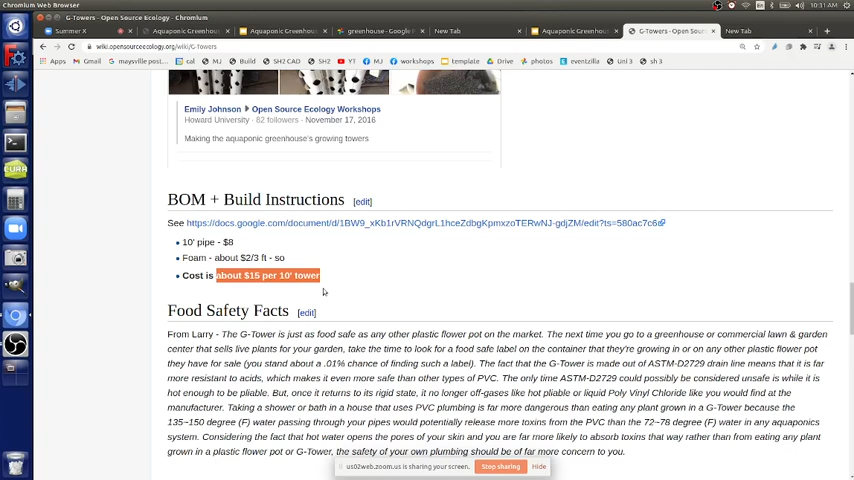 Chromium Web Browser
10:31 AM
G-Towers - Open Source Ecology - Chromium
Summer X
Aquaponic Greenhou
Aquaponic Greenhou
greenhouse - Google P
New Tab
Aquaponic Greenhou
G-Towers - Open Sour
New Tab
wiki.opensourceecology.org/wiki/G-Towers
Apps
Gmail
maysville post...
cal
MJ
Build
SH2 CAD
SH2
YT
MJ
workshops
template
Drive
photos
eventzilla
Uni 3
sh 3
Emily Johnson Open Source Ecology Workshops
Howard University · 82 followers · November 17, 2016
Making the aquaponic greenhouse's growing towers
BOM + Build Instructions [edit]
See https://docs.google.com/document/d/1BW9_xKb1rVRNQdgrL1hceZdbgKpmxzoTERwNJ-gdjZM/edit?ts=580ac7c6
10' pipe - $8
Foam - about $2/3 ft - so
Cost is about $15 per 10' tower
Food Safety Facts [edit]
From Larry - The G-Tower is just as food safe as any other plastic flower pot on the market. The next time you go to a greenhouse or commercial lawn & garden
center that sells live plants for your garden, take the time to look for a food safe label on the container that they're growing in or on any other plastic flower pot
they have for sale (you stand about a .01% chance of finding such a label). The fact that the G-Tower is made out of ASTM-D2729 drain line means that it is far
more resistant to acids, which makes it even more safe than other types of PVC. The only time ASTM-D2729 could possibly be considered unsafe is while it is
hot enough to be pliable. But, once it returns to its rigid state, it no longer off-gases like hot pliable or liquid Poly Vinyl Chloride like you would find at the
manufacturer. Taking a shower or bath in a house that uses PVC plumbing is far more dangerous than eating any plant grown in a G-Tower because the
135~150 degree (F) water passing through your pipes would potentially release more toxins from the PVC than the 72~78 degree (F) water in any aquaponics
system. Considering the fact that hot water opens the pores of your skin and you are far more likely to absorb toxins that way rather than from eating any plant
grown in a plastic flower pot or G-Tower, the safety of your own plumbing should be of far more concern to you.
us02web.zoom.us is sharing your screen.
Stop sharing
Hide